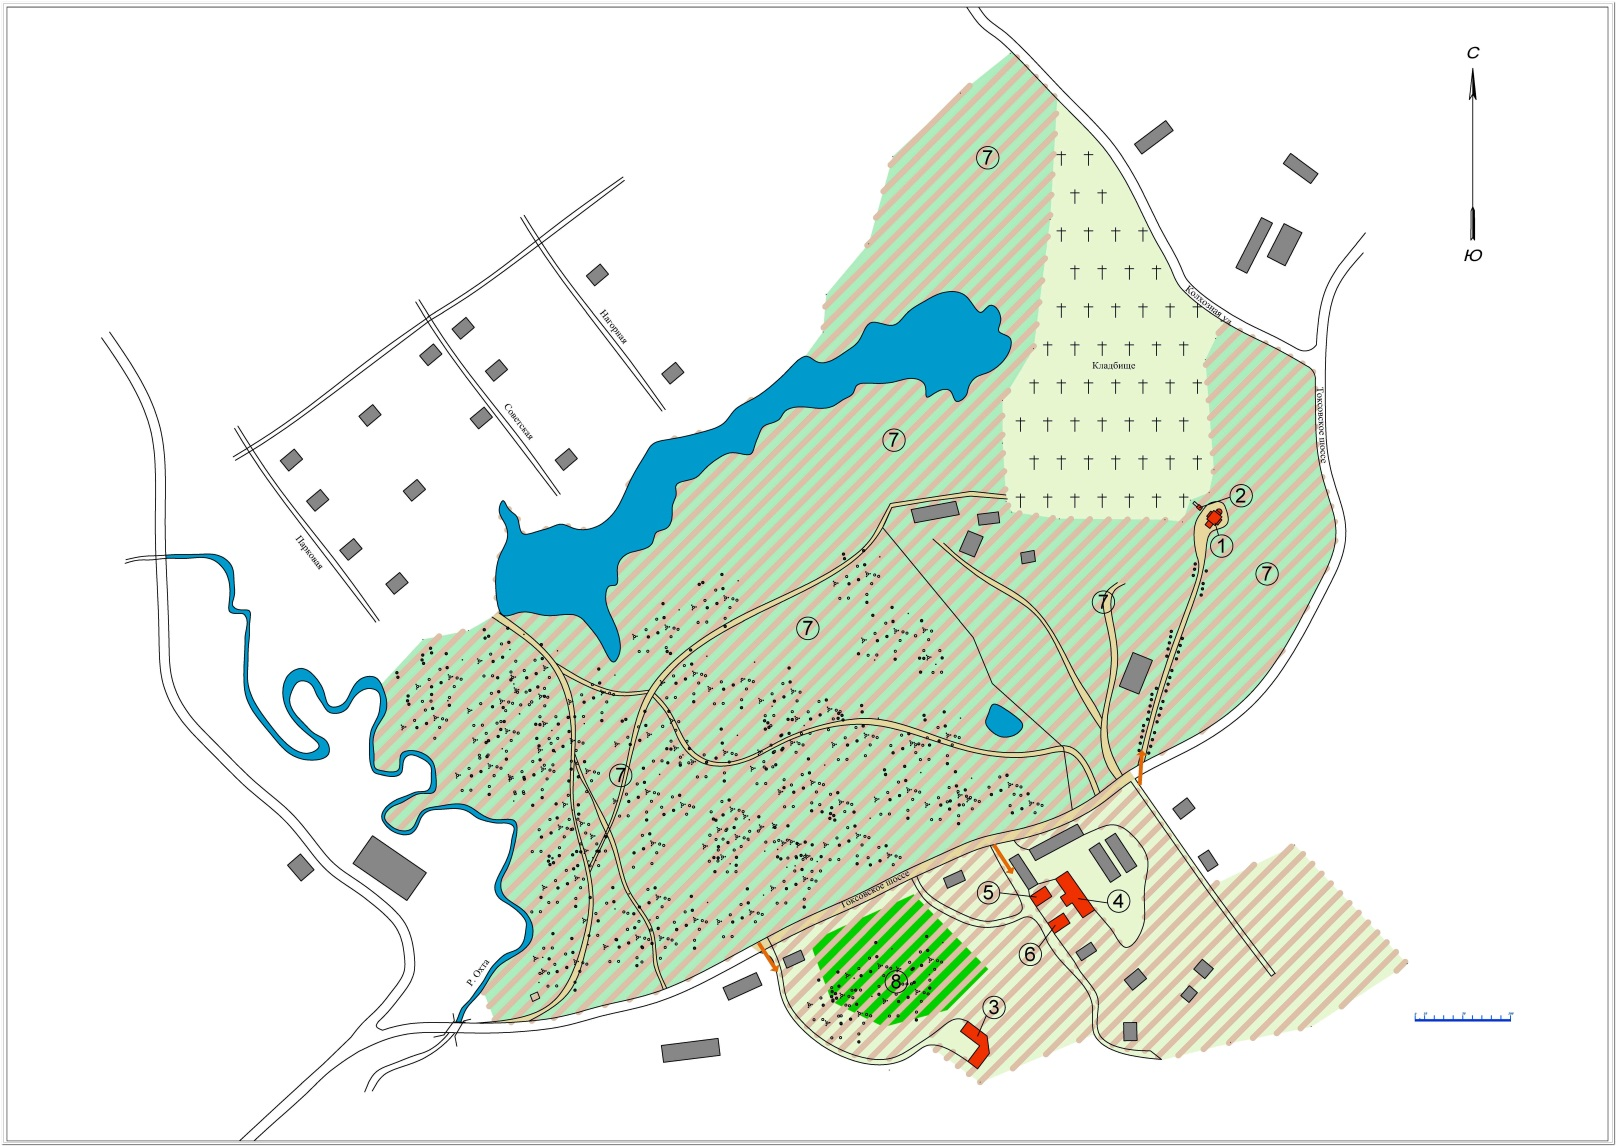 С
7
Колхозная ул.
Ю
Нагорная
Кладбище
Токсовское шоссе
Советская
7
2
1
Парковая
7
7
7
7
Токсовское шоссе
5
4
6
Р. Охта
8
3